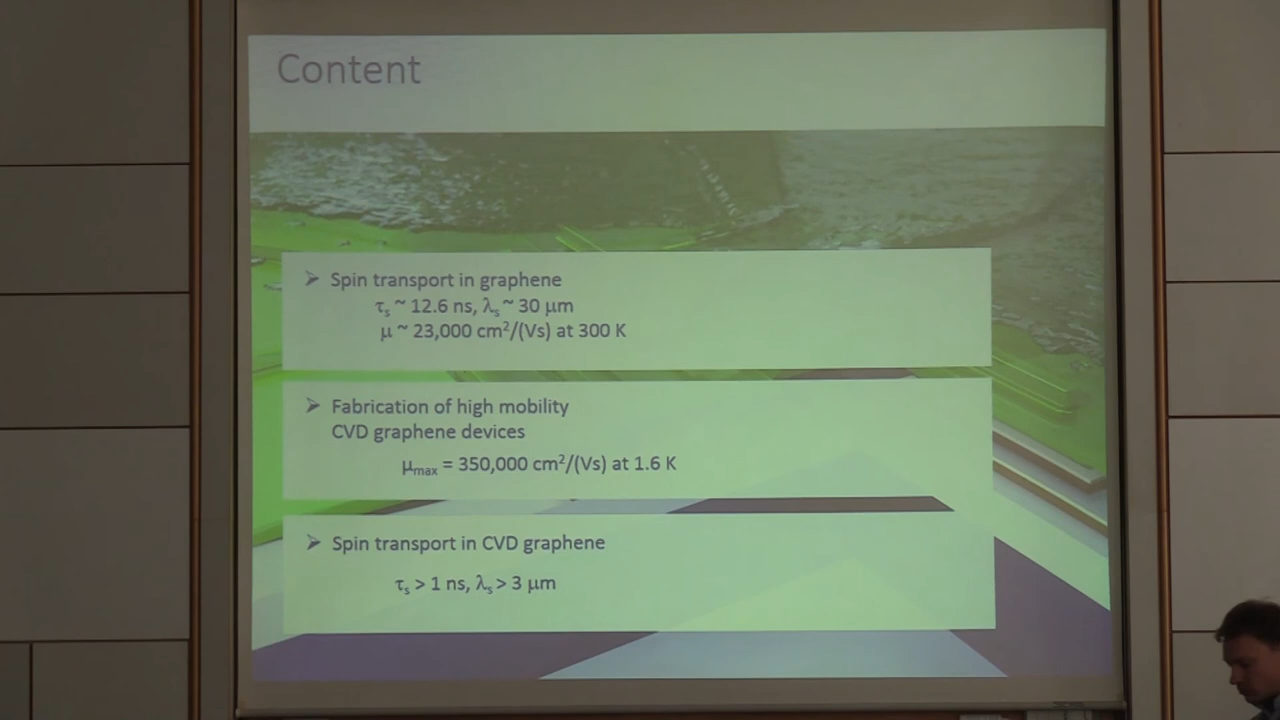 Content
➢ Spin transport in graphene
τₛ ~ 12.6 ns, λₛ ~ 30 μm
μ ~ 23,000 cm²/(Vs) at 300 K
➢ Fabrication of high mobility
CVD graphene devices
μₘₐₓ = 350,000 cm²/(Vs) at 1.6 K
➢ Spin transport in CVD graphene
τₛ > 1 ns, λₛ > 3 μm